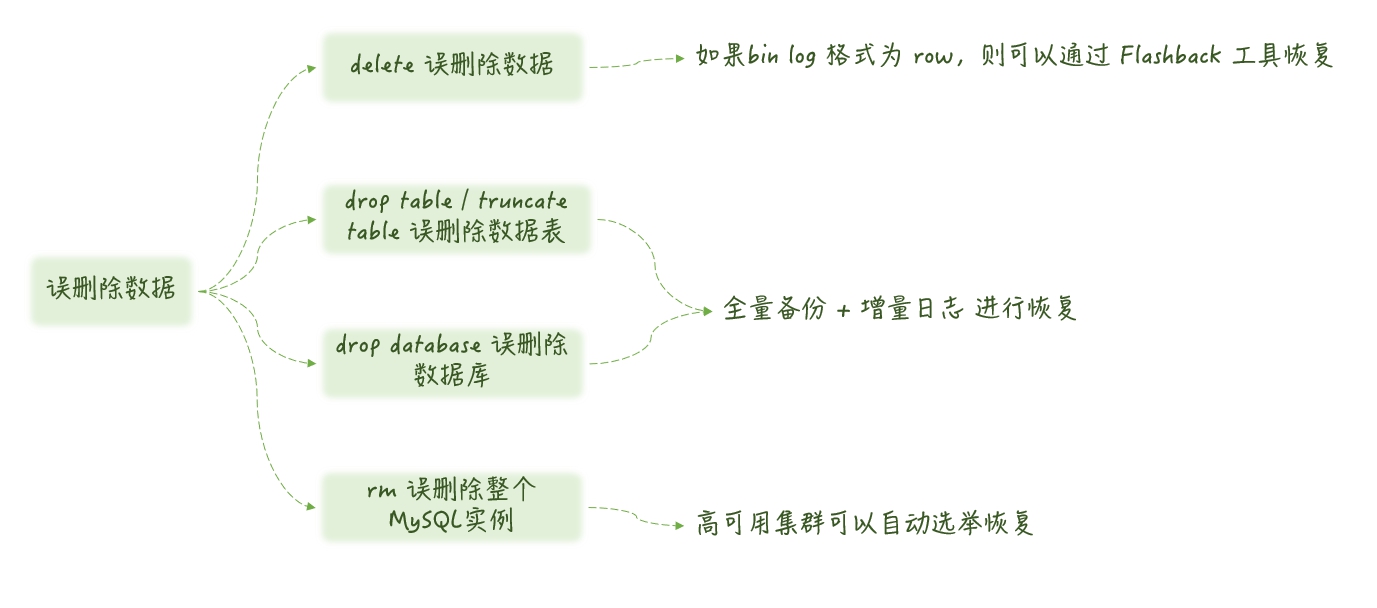 误删除数据
delete 误删除数据
如果bin log 格式为 row，则可以通过 Flashback 工具恢复
drop table / truncate
table 误删除数据表
drop database 误删除
数据库
全量备份 + 增量日志 进行恢复
rm 误删除整个
MySQL实例
高可用集群可以自动选举恢复